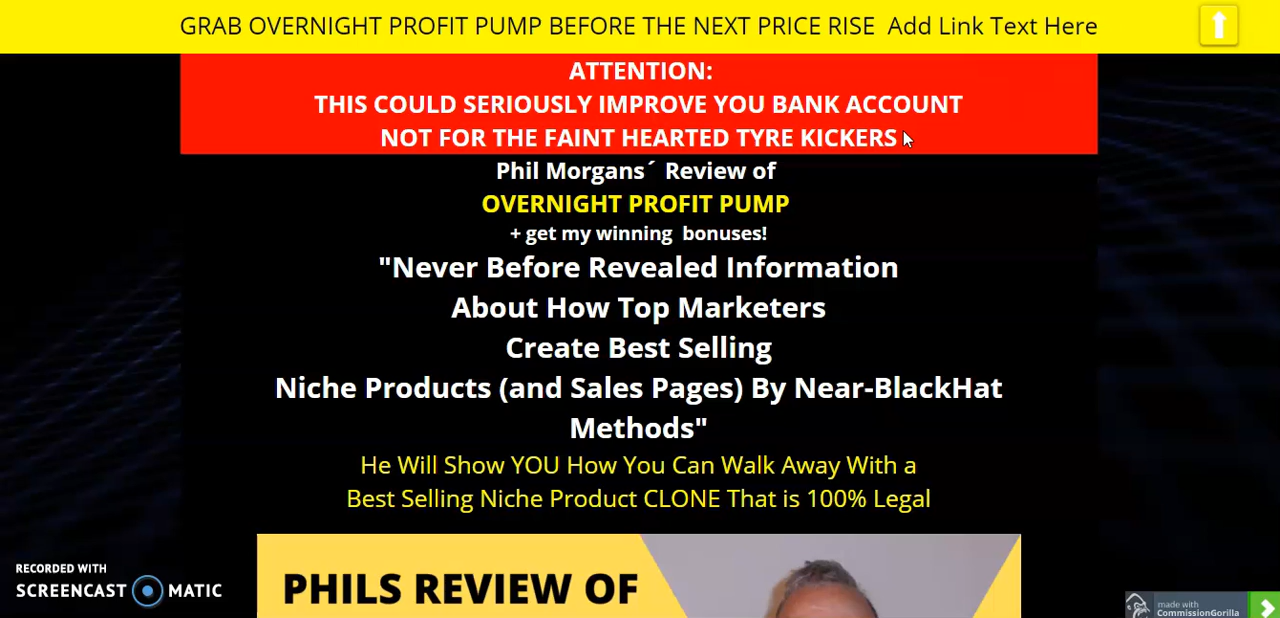 GRAB OVERNIGHT PROFIT PUMP BEFORE THE NEXT PRICE RISE Add Link Text Here
ATTENTION:
THIS COULD SERIOUSLY IMPROVE YOU BANK ACCOUNT
NOT FOR THE FAINT HEARTED TYRE KICKERS
Phil Morgans´ Review of
OVERNIGHT PROFIT PUMP
+ get my winning bonuses!
"Never Before Revealed Information
About How Top Marketers
Create Best Selling
Niche Products (and Sales Pages) By Near-BlackHat
Methods"
He Will Show YOU How You Can Walk Away With a
Best Selling Niche Product CLONE That is 100% Legal
PHILS REVIEW OF
RECORDED WITH
SCREENCAST MATIC
made with
CommissionGorilla